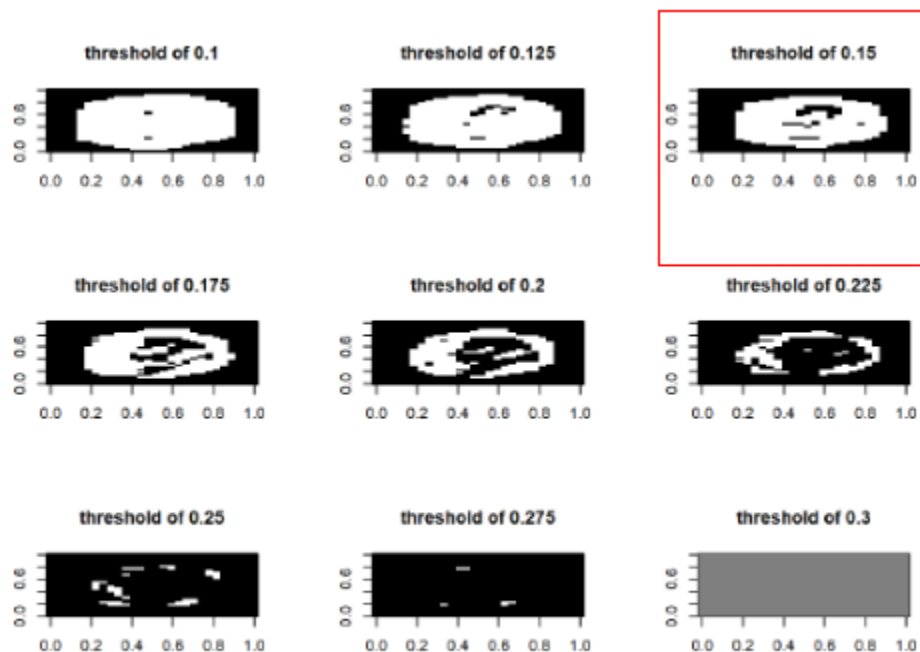 threshold of 0.1
threshold of 0.125
threshold of 0.15
0.0 0.6
0.0 0.2 0.4 0.6 0.8 1.0
0.0 0.6
0.0 0.2 0.4 0.6 0.8 1.0
0.0 0.6
0.0 0.2 0.4 0.6 0.8 1.0
threshold of 0.175
threshold of 0.2
threshold of 0.225
0.0 0.6
0.0 0.2 0.4 0.6 0.8 1.0
0.0 0.6
0.0 0.2 0.4 0.6 0.8 1.0
0.0 0.6
0.0 0.2 0.4 0.6 0.8 1.0
threshold of 0.25
threshold of 0.275
threshold of 0.3
0.0 0.6
0.0 0.2 0.4 0.6 0.8 1.0
0.0 0.6
0.0 0.2 0.4 0.6 0.8 1.0
0.0 0.6
0.0 0.2 0.4 0.6 0.8 1.0